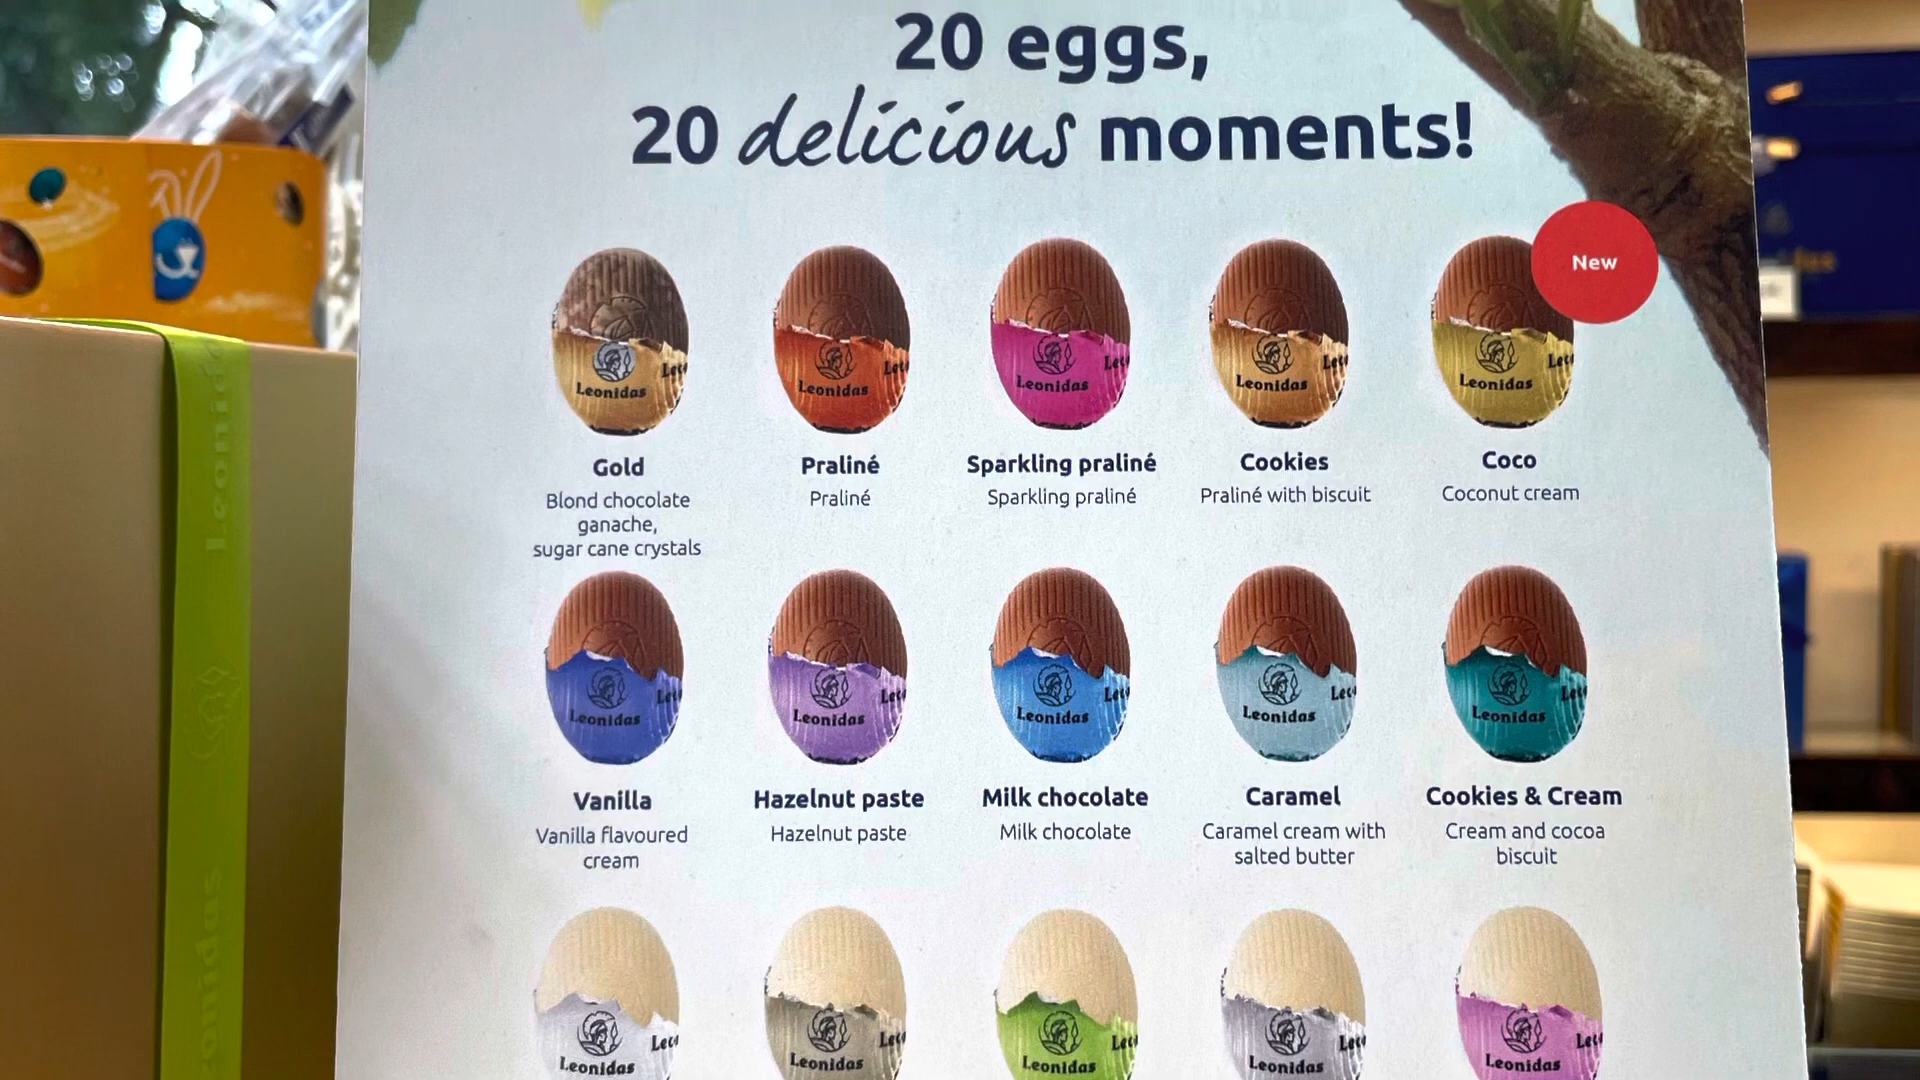 20 eggs,
20 delicious moments!
New
Leonidas
Leonidas
Leonidas
Leonidas
Leonidas
Gold
Blond chocolate
ganache,
sugar cane crystals
Praliné
Praliné
Sparkling praliné
Sparkling praliné
Cookies
Praliné with biscuit
Coco
Coconut cream
Leonidas
Leonidas
Leonidas
Leonidas
Leonidas
Vanilla
Vanilla flavoured
cream
Hazelnut paste
Hazelnut paste
Milk chocolate
Milk chocolate
Caramel
Caramel cream with
salted butter
Cookies & Cream
Cream and cocoa
biscuit
Leonidas
Leonidas
Leonidas
Leonidas
Leonidas
Leonidas